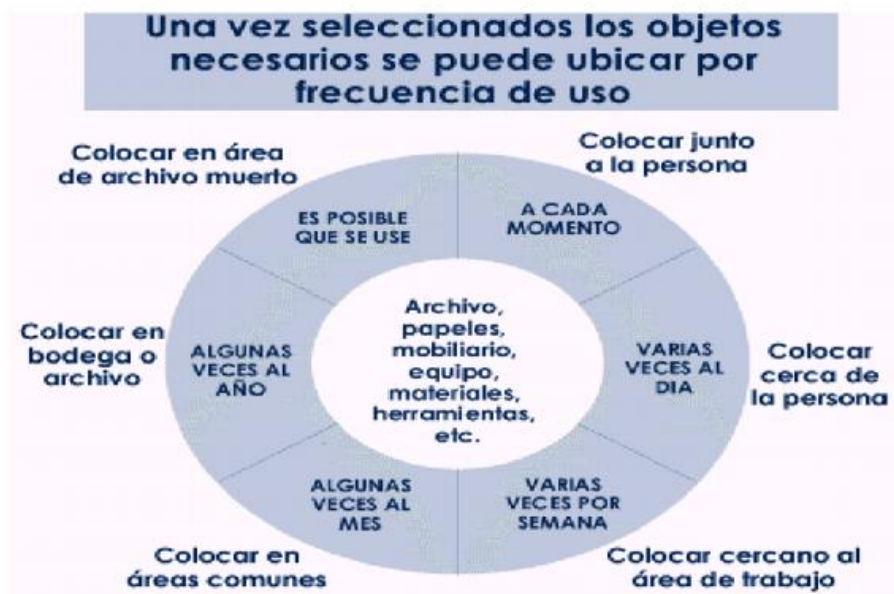 Una vez seleccionados los objetos
necesarios se puede ubicar por
frecuencia de uso
Colocar en área
de archivo muerto
Colocar junto
a la persona
ES POSIBLE
QUE SE USE
A CADA
MOMENTO
Colocar en
bodega o
archivo
ALGUNAS
VECES AL
AÑO
Archivo,
papeles,
mobiliario,
equipo,
materiales,
herramientas,
etc.
VARIAS
VECES AL
DIA
Colocar
cerca de
la persona
ALGUNAS
VECES AL
MES
VARIAS
VECES POR
SEMANA
Colocar en
áreas comunes
Colocar cercano al
área de trabajo